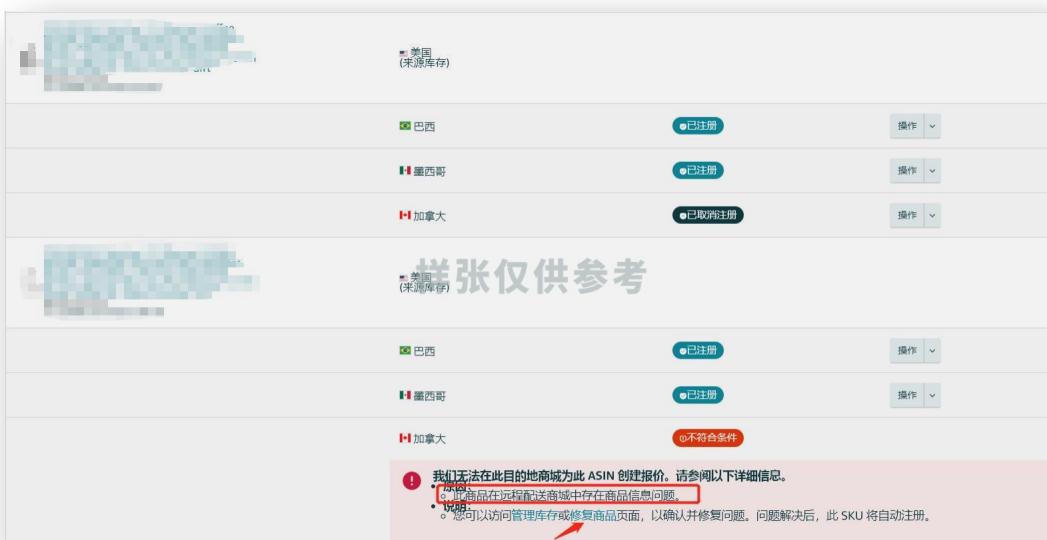 美国
(来源库存)
巴西
已注册
操作
墨西哥
已注册
操作
加拿大
已取消注册
操作
样张仅供参考
美国
(来源库存)
巴西
已注册
操作
墨西哥
已注册
操作
加拿大
不符合条件
我们无法在此目的地商城为此 ASIN 创建报价。请参阅以下详细信息。
原因：
此商品在远程配送商城中存在商品信息问题。
说明：
您可以访问管理库存或修复商品页面，以确认并修复问题。问题解决后，此 SKU 将自动注册。